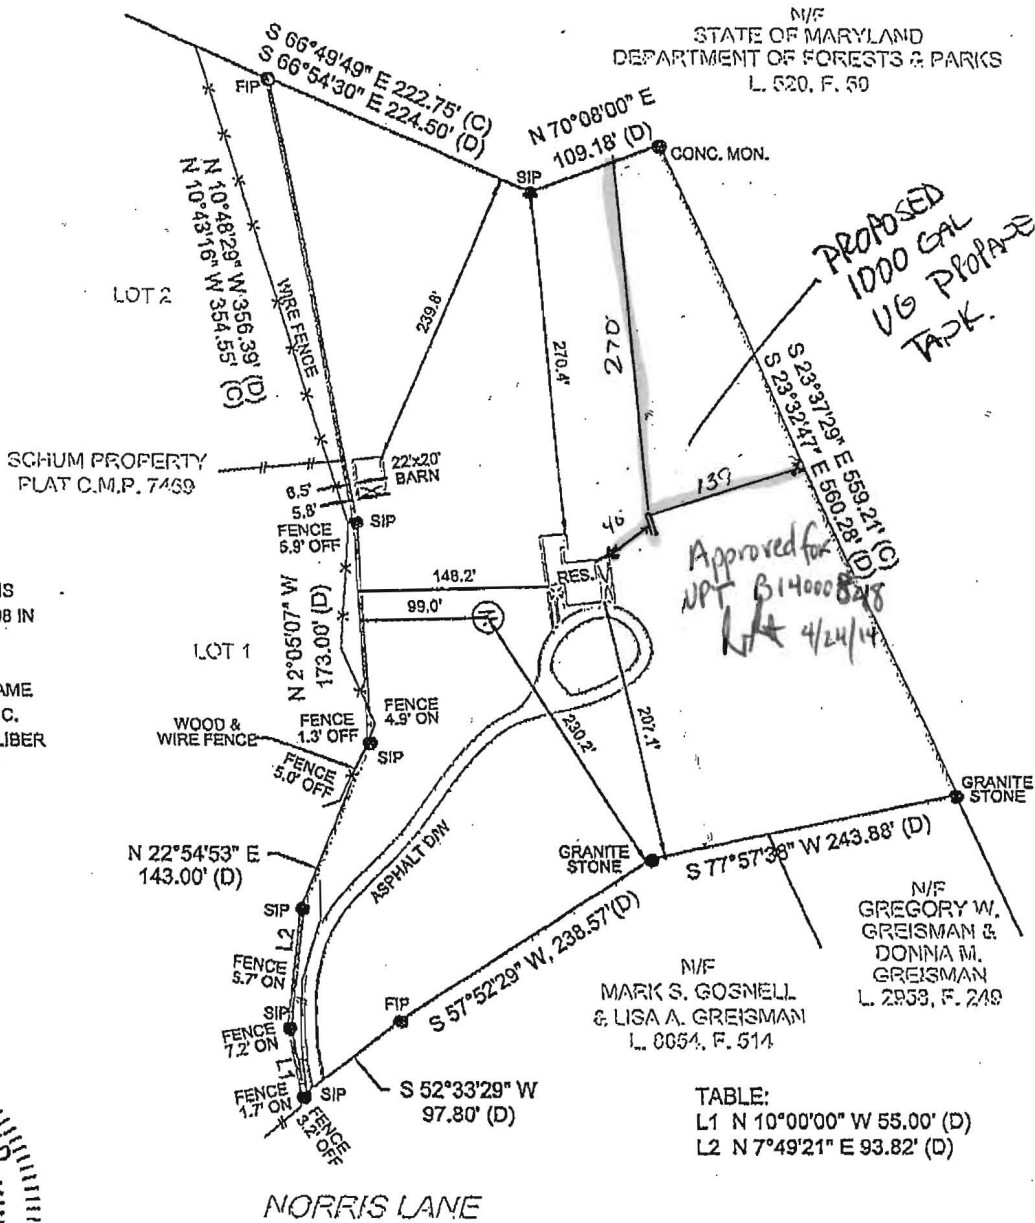 N/F
STATE OF MARYLAND
DEPARTMENT OF FORESTS & PARKS
L. 520, F. 50
S 66°49'49" E 222.75' (C)
S 66°54'30" E 224.50' (D)
FIP
N 70°08'00" E
109.18' (D)
SIP
CONC. MON.
PROPOSED
1000 GAL
UG PROPANE
TANK.
LOT 2
N 10°48'29" W 356.39' (D)
N 10°43'16" W 354.55' (C)
WIRE FENCE
239.8'
270.4'
270'
S 23°37'29" E 559.21' (C)
S 23°32'47" E 560.28' (D)
SCHUM PROPERTY
PLAT C.M.P. 7469
22'x20'
BARN
6.5'
5.8'
SIP
FENCE
5.9' OFF
139
40
RES.
Approved for
NPT B14000
4/24/14
148.2'
99.0'
LOT 1
N 2°05'07" W
173.00' (D)
IS
98 IN
AME
C.
LIBER
FENCE
4.9' ON
FENCE
1.3' OFF
SIP
WOOD &
WIRE FENCE
FENCE
5.0' OFF
230.2'
207.1'
ASPHALT D/W
GRANITE
STONE
GRANITE
STONE
S 77°57'38" W 243.88' (D)
N 22°54'53" E
143.00' (D)
SIP
L2
FENCE
5.7' ON
SIP
FENCE
7.2' ON
L1
FENCE
1.7' ON
SIP
FENCE
3.2' OFF
FIP
S 57°52'29" W, 238.57'(D)
S 52°33'29" W
97.80' (D)
N/F
MARK S. GOSNELL
& LISA A. GREISMAN
L. 6054, F. 514
N/F
GREGORY W.
GREISMAN &
DONNA M.
GREISMAN
L. 2953, F. 249
TABLE:
L1 N 10°00'00" W 55.00' (D)
L2 N 7°49'21" E 93.82' (D)
NORRIS LANE